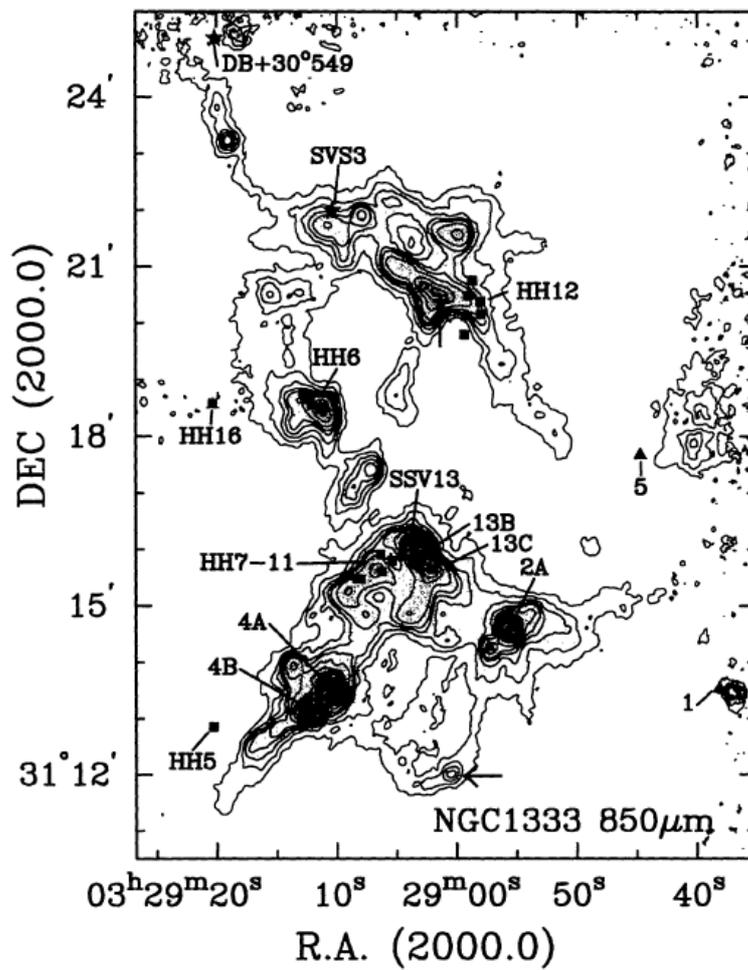 DB+30°549
24′
SVS3
21′
HH12
HH6
18′
HH16
5
SSV13
13B
13C
HH7-11
2A
15′
4A
4B
1
HH5
31°12′
NGC1333 850μm
03ʰ29ᵐ20ˢ 10ˢ 29ᵐ00ˢ 50ˢ 40ˢ
R.A. (2000.0)
DEC (2000.0)